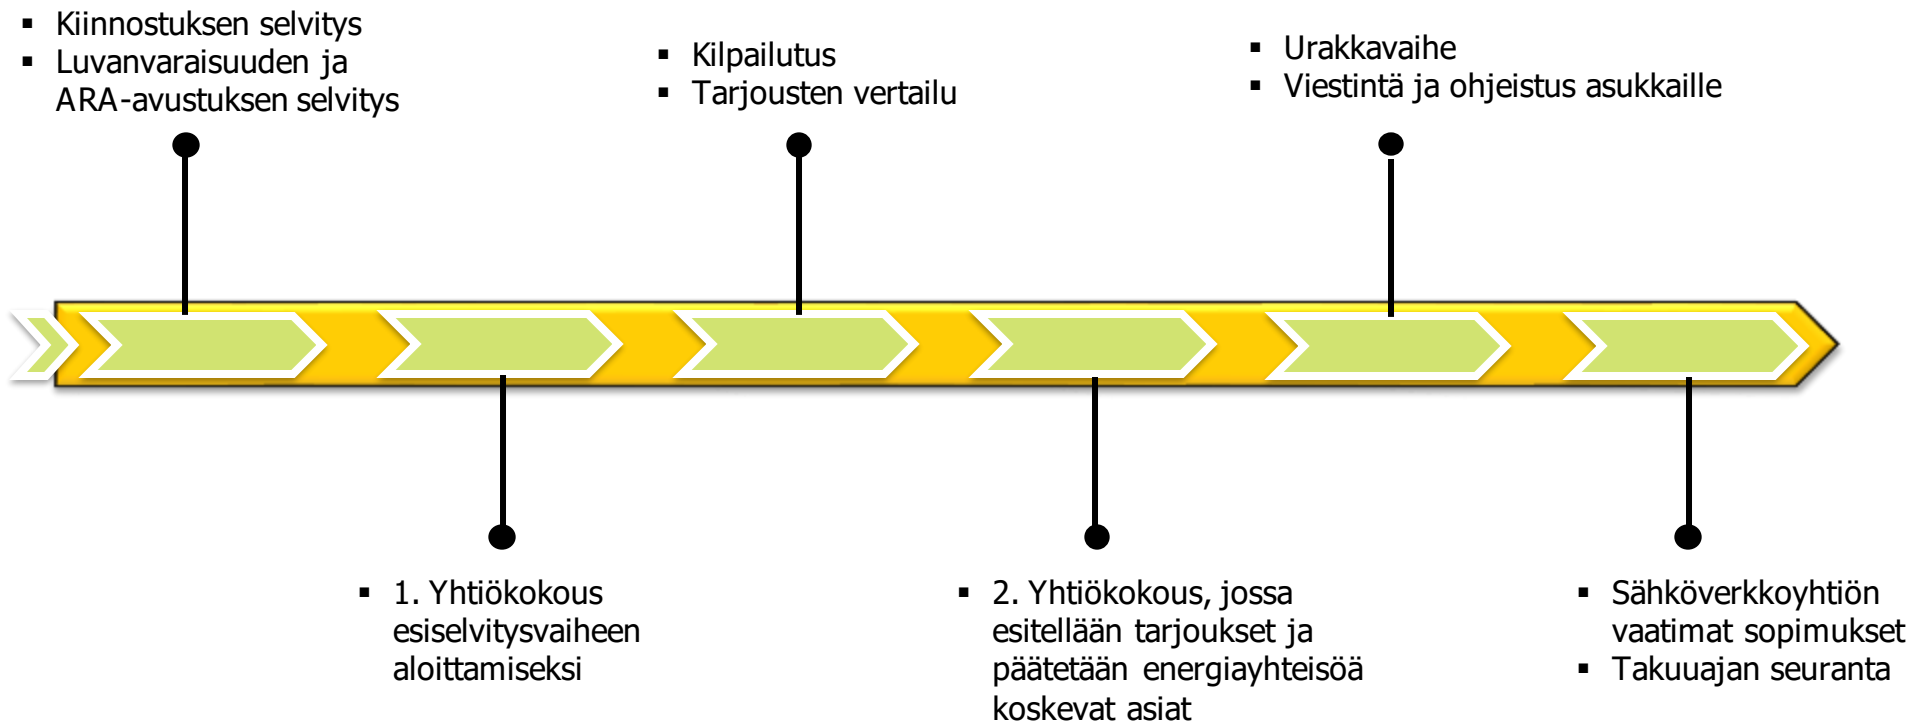 ▪ Kiinnostuksen selvitys
▪ Luvanvaraisuuden ja
ARA-avustuksen selvitys
▪ 1. Yhtiökokous
esiselvitysvaiheen
aloittamiseksi
▪ Kilpailutus
▪ Tarjousten vertailu
▪ 2. Yhtiökokous, jossa
esitellään tarjoukset ja
päätetään energiayhteisöä
koskevat asiat
▪ Urakkavaihe
▪ Viestintä ja ohjeistus asukkaille
▪ Sähköverkkoyhtiön
vaatimat sopimukset
▪ Takuuajan seuranta